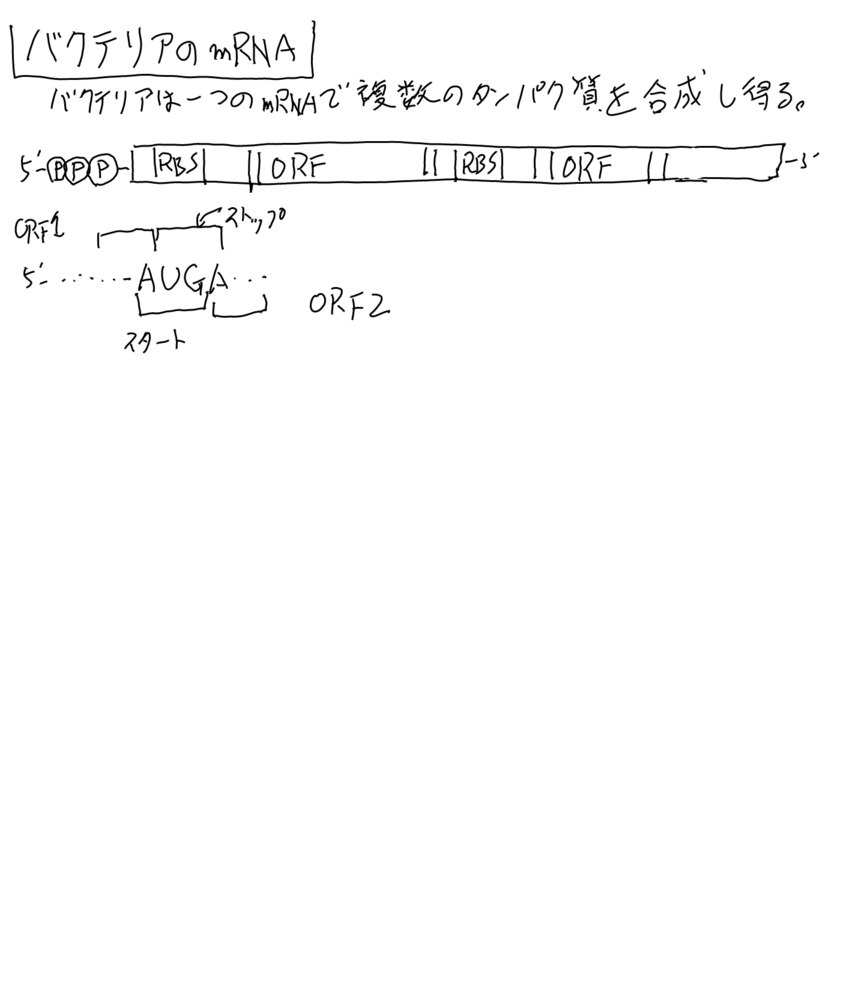 バクテリアのmRNA
バクテリアは一つのmRNAで複数のタンパク質を合成し得る。
5'-PPP- RBS ORF RBS ORF -3'
ORF1 ストップ
5'-......-AUGA...
スタート ORF2